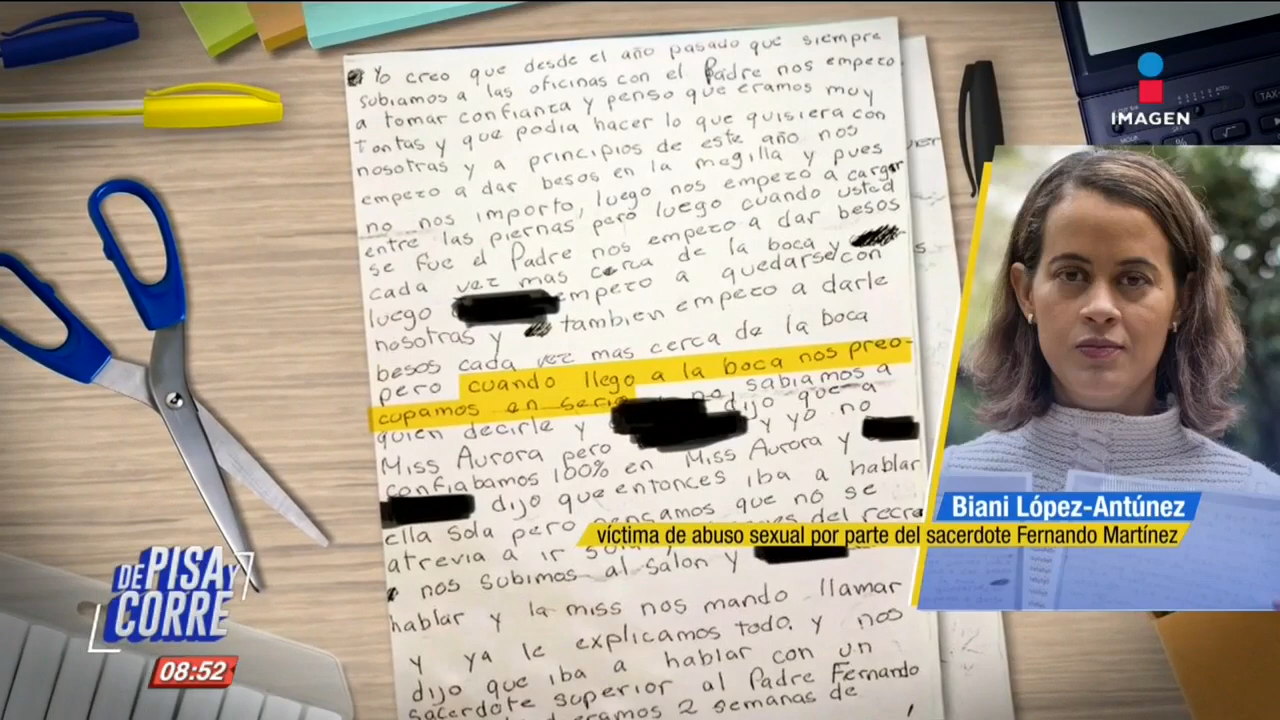 Yo creo que desde el año pasado que siempre
subiamos a las oficinas con el Padre nos empezo
a tomar confianza y penso que eramos muy
tontas y que podia hacer lo que quisiera con
nosotras y a principios de este año nos
empezo a dar besos en la megilla y pues
no nos importo, luego nos empezo a cargar
entre las piernas pero luego cuando usted
se fue el Padre nos empezo a dar besos
cada vez mas cerca de la boca y
luego empezo a quedarse con
nosotras y tambien empezo a darle
besos cada vez mas cerca de la boca
pero cuando llego a la boca nos preo-
cupamos en serio no sabiamos a
quien decirle y dijo que a
Miss Aurora pero y yo no
confiabamos 100% en Miss Aurora y
dijo que entonces iba a hablar
ella sola pero pensamos que no se
atrevia a ir del recre
nos subimos al salon y
hablar y la miss nos mando llamar
y ya le explicamos todo. y nos
dijo que iba a hablar con un
sacerdote superior al Padre Fernando
eramos 2 semanas de
IMAGEN
Biani López-Antúnez
víctima de abuso sexual por parte del sacerdote Fernando Martínez
DE PISA Y
CORRE
08:52